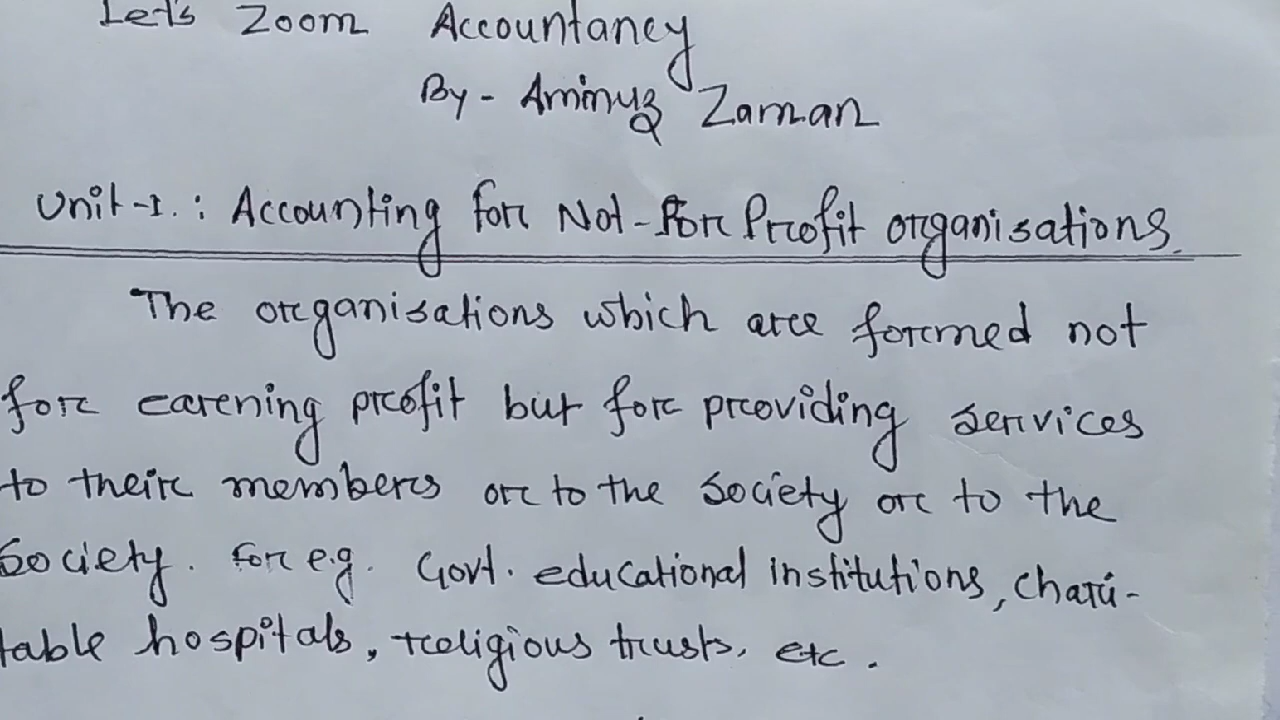 Let's Zoom Accountancy
By - Aminuz Zaman
Unit-I. : Accounting for Not-For Profit organisations.
The organisations which are formed not
for earening profit but for providing services
to their members or to the society or to the
Society. For e.g. Govt. educational institutions, chari-
table hospitals, religious trusts, etc.